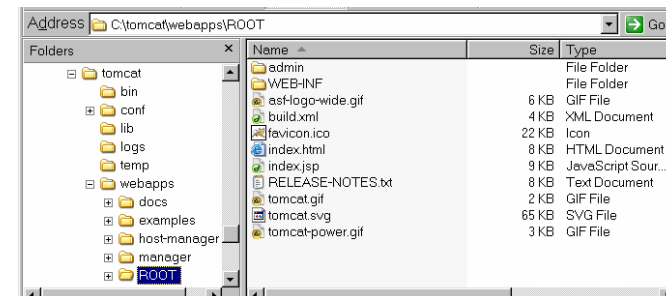 Address C:\tomcat\webapps\ROOT Go
Folders × Name Size Type
tomcat
bin
conf
lib
logs
temp
webapps
docs
examples
host-manager
manager
ROOT
admin File Folder
WEB-INF File Folder
asf-logo-wide.gif 6 KB GIF File
build.xml 4 KB XML Document
favicon.ico 22 KB Icon
index.html 8 KB HTML Document
index.jsp 9 KB JavaScript Sour...
RELEASE-NOTES.txt 8 KB Text Document
tomcat.gif 2 KB GIF File
tomcat.svg 65 KB SVG File
tomcat-power.gif 3 KB GIF File